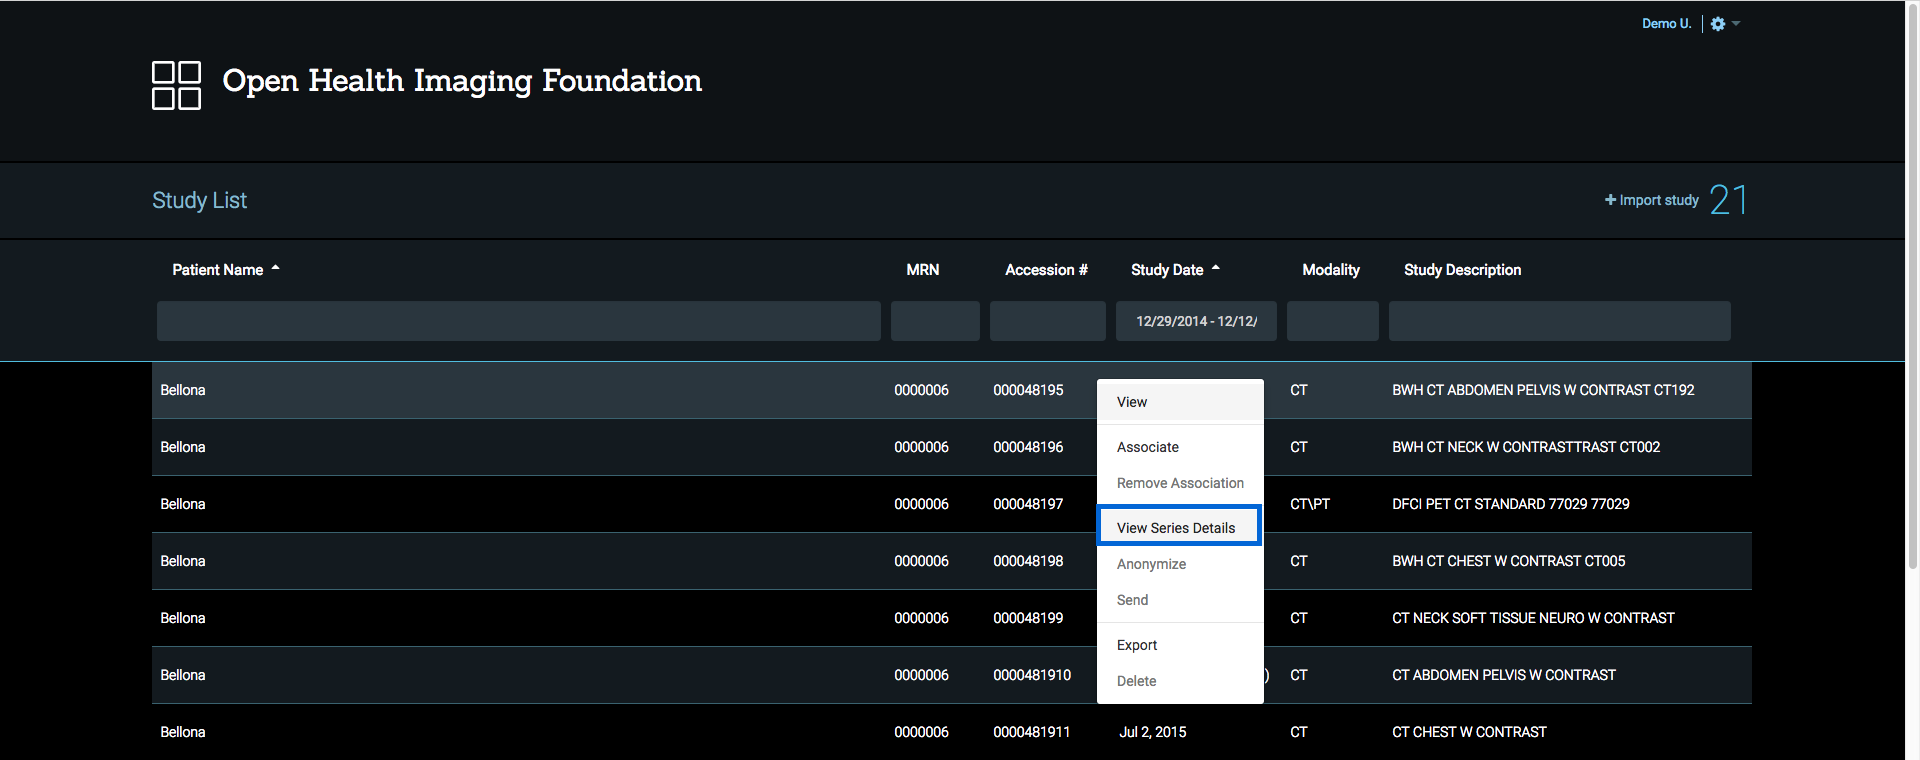 Demo U.
Open Health Imaging Foundation
Study List
+ Import study 21
Patient Name MRN Accession # Study Date Modality Study Description
12/29/2014 - 12/12/
Bellona 0000006 000048195 CT BWH CT ABDOMEN PELVIS W CONTRAST CT192
View
Bellona 0000006 000048196 Associate CT BWH CT NECK W CONTRASTTRAST CT002
Remove Association
Bellona 0000006 000048197 CT\PT DFCI PET CT STANDARD 77029 77029
View Series Details
Bellona 0000006 000048198 Anonymize CT BWH CT CHEST W CONTRAST CT005
Send
Bellona 0000006 000048199 CT CT NECK SOFT TISSUE NEURO W CONTRAST
Export
Bellona 0000006 0000481910 ) CT CT ABDOMEN PELVIS W CONTRAST
Delete
Bellona 0000006 0000481911 Jul 2, 2015 CT CT CHEST W CONTRAST